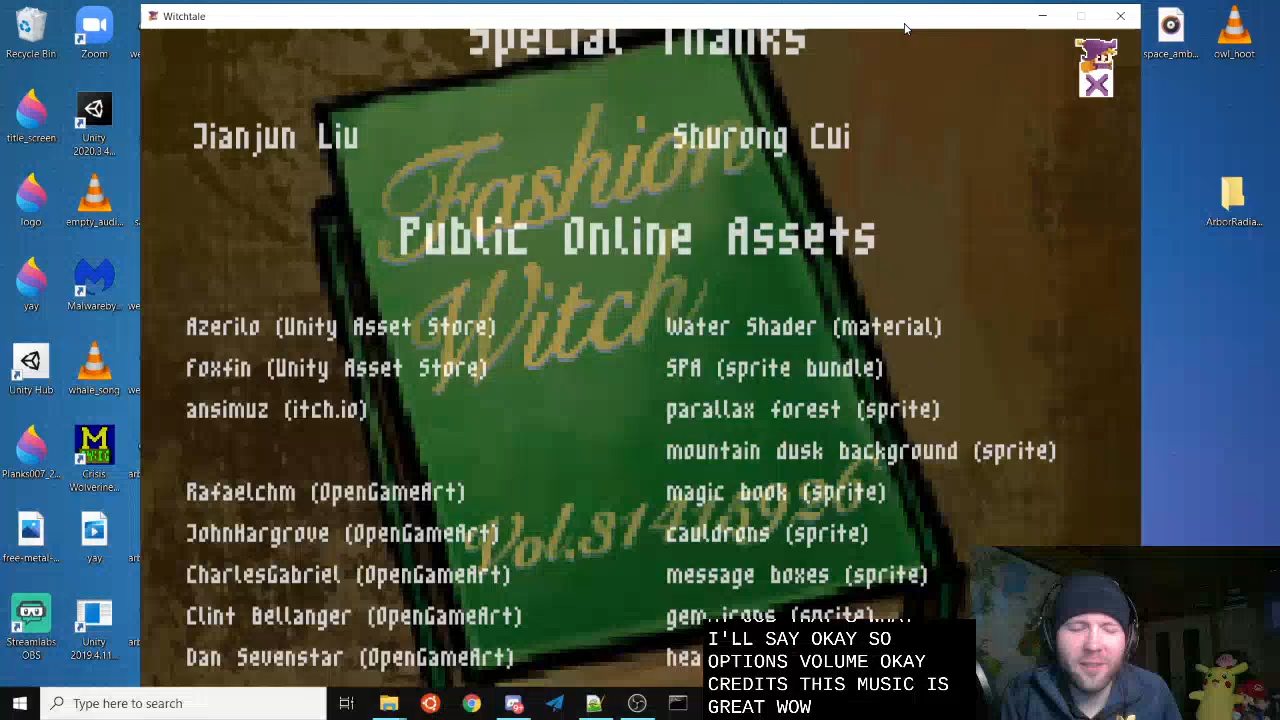 Witchtale
Recycle Bin
Zoom
space_amb...
owl_hoot
title_screen
Unity 2020.3.4...
logo
empty_audi...
ArborRadia...
yay
Malwareby...
Unity Hub
whale_song
Planks007_2...
Crisis Wolverine...
free-metal-...
yay-
Streamlabs OBS
Unity 2019.4.11...
Special Thanks
Jianjun Liu
Shurong Cui
Fashion
Witch
Public Online Assets
Azerilo (Unity Asset Store)
Water Shader (material)
Foxfin (Unity Asset Store)
SPA (sprite bundle)
ansimuz (itch.io)
parallax forest (sprite)
mountain dusk background (sprite)
Rafaelchm (OpenGameArt)
magic book (sprite)
JohnHargrove (OpenGameArt)
cauldrons (sprite)
CharlesGabriel (OpenGameArt)
message boxes (sprite)
Clint Bellanger (OpenGameArt)
gem icons (sprite)
Dan Sevenstar (OpenGameArt)
I'LL SAY OKAY SO
OPTIONS VOLUME OKAY
CREDITS THIS MUSIC IS
GREAT WOW
Type here to search